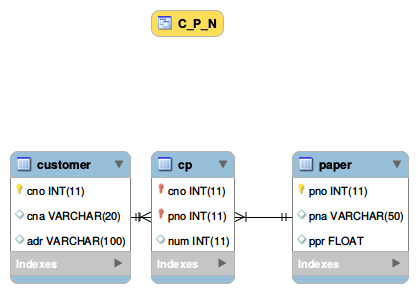 C_P_N
customer
cno INT(11)
cna VARCHAR(20)
adr VARCHAR(100)
Indexes
cp
cno INT(11)
pno INT(11)
num INT(11)
Indexes
paper
pno INT(11)
pna VARCHAR(50)
ppr FLOAT
Indexes